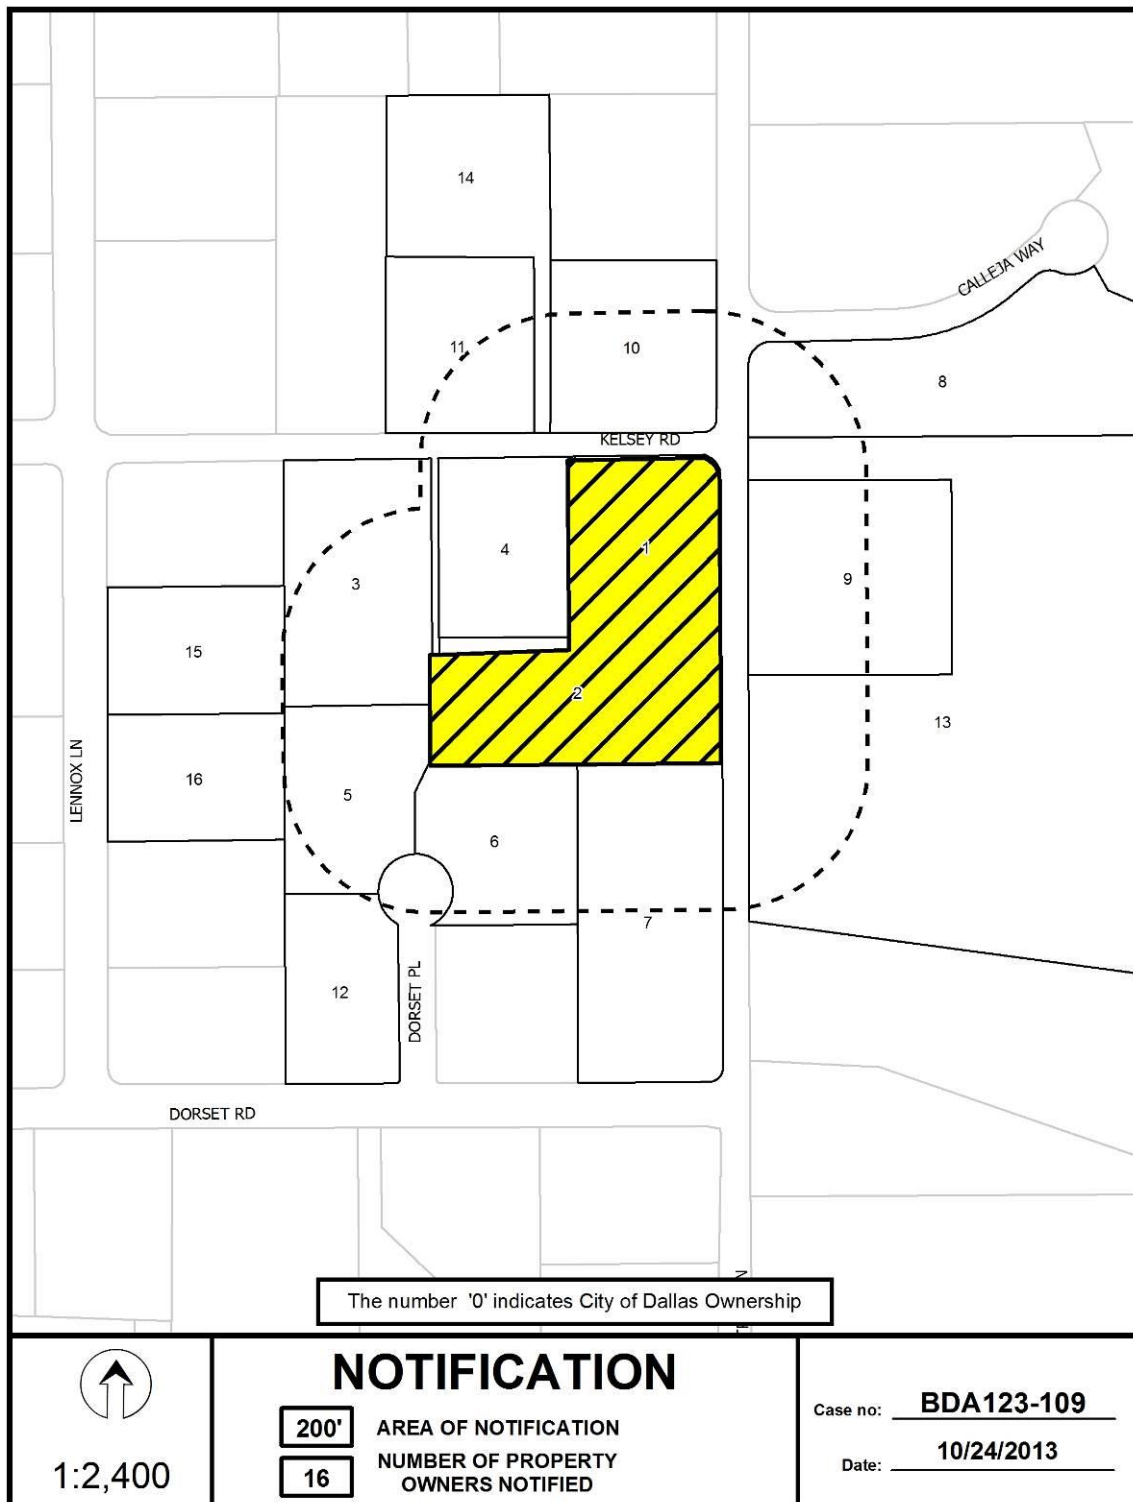 14
CALLEJA WAY
11
10
8
KELSEY RD
1
4
9
3
15
2
13
LENNOX LN
16
5
6
7
12
DORSET PL
DORSET RD
The number '0' indicates City of Dallas Ownership
1:2,400
NOTIFICATION
200' AREA OF NOTIFICATION
16 NUMBER OF PROPERTY
OWNERS NOTIFIED
Case no: BDA123-109
Date: 10/24/2013